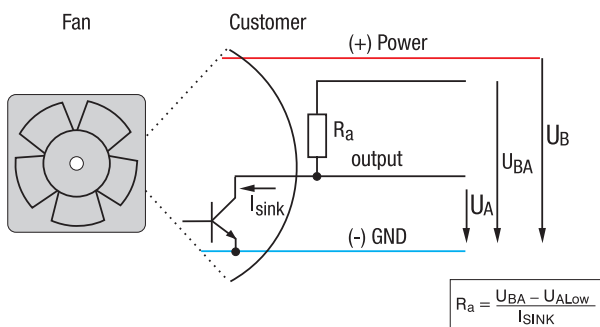 Fan
Customer
(+) Power
Ra
UB
UBA
output
Isink
UA
(-) GND
Ra = UBA – UALow
ISINK